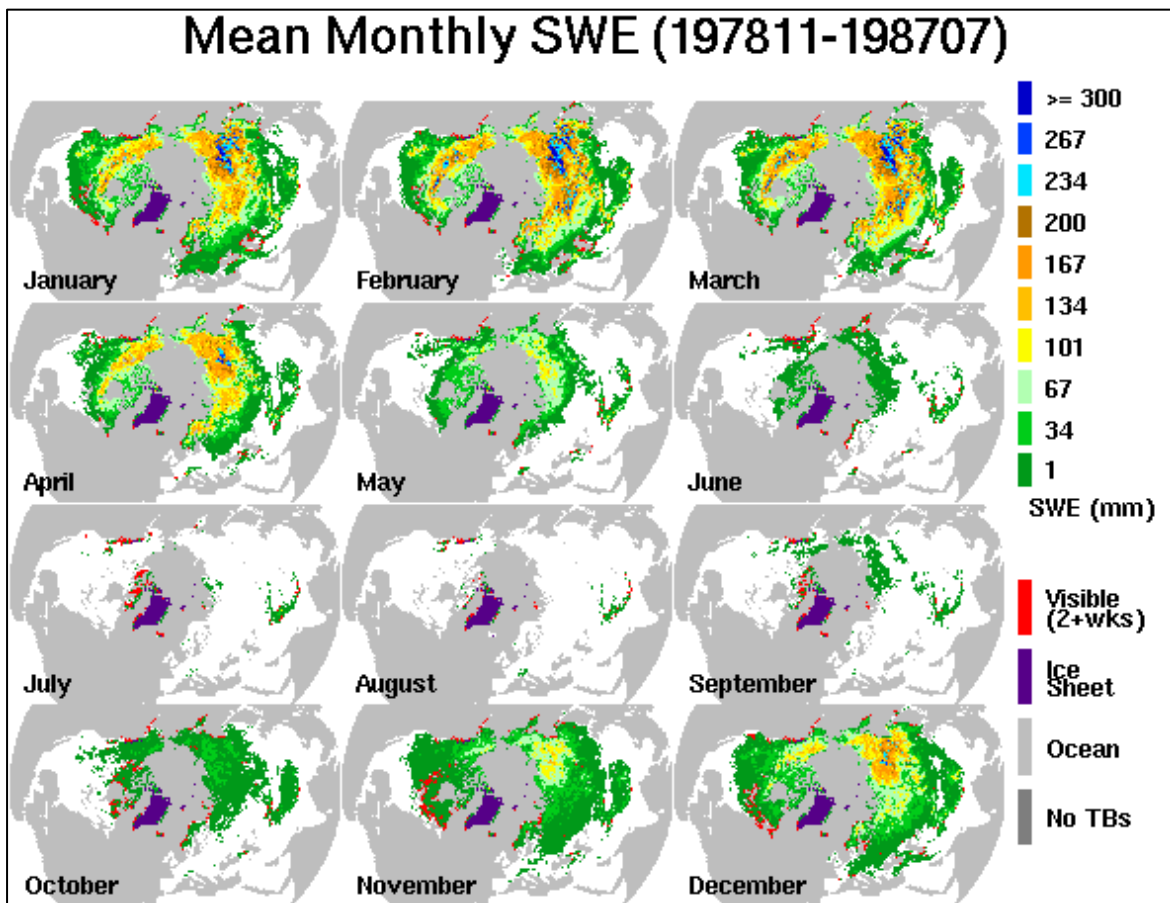 Mean Monthly SWE (197811-198707)
January
February
March
April
May
June
July
August
September
October
November
December
>= 300
267
234
200
167
134
101
67
34
1
SWE (mm)
Visible
(2+wks)
Ice
Sheet
Ocean
No TBs